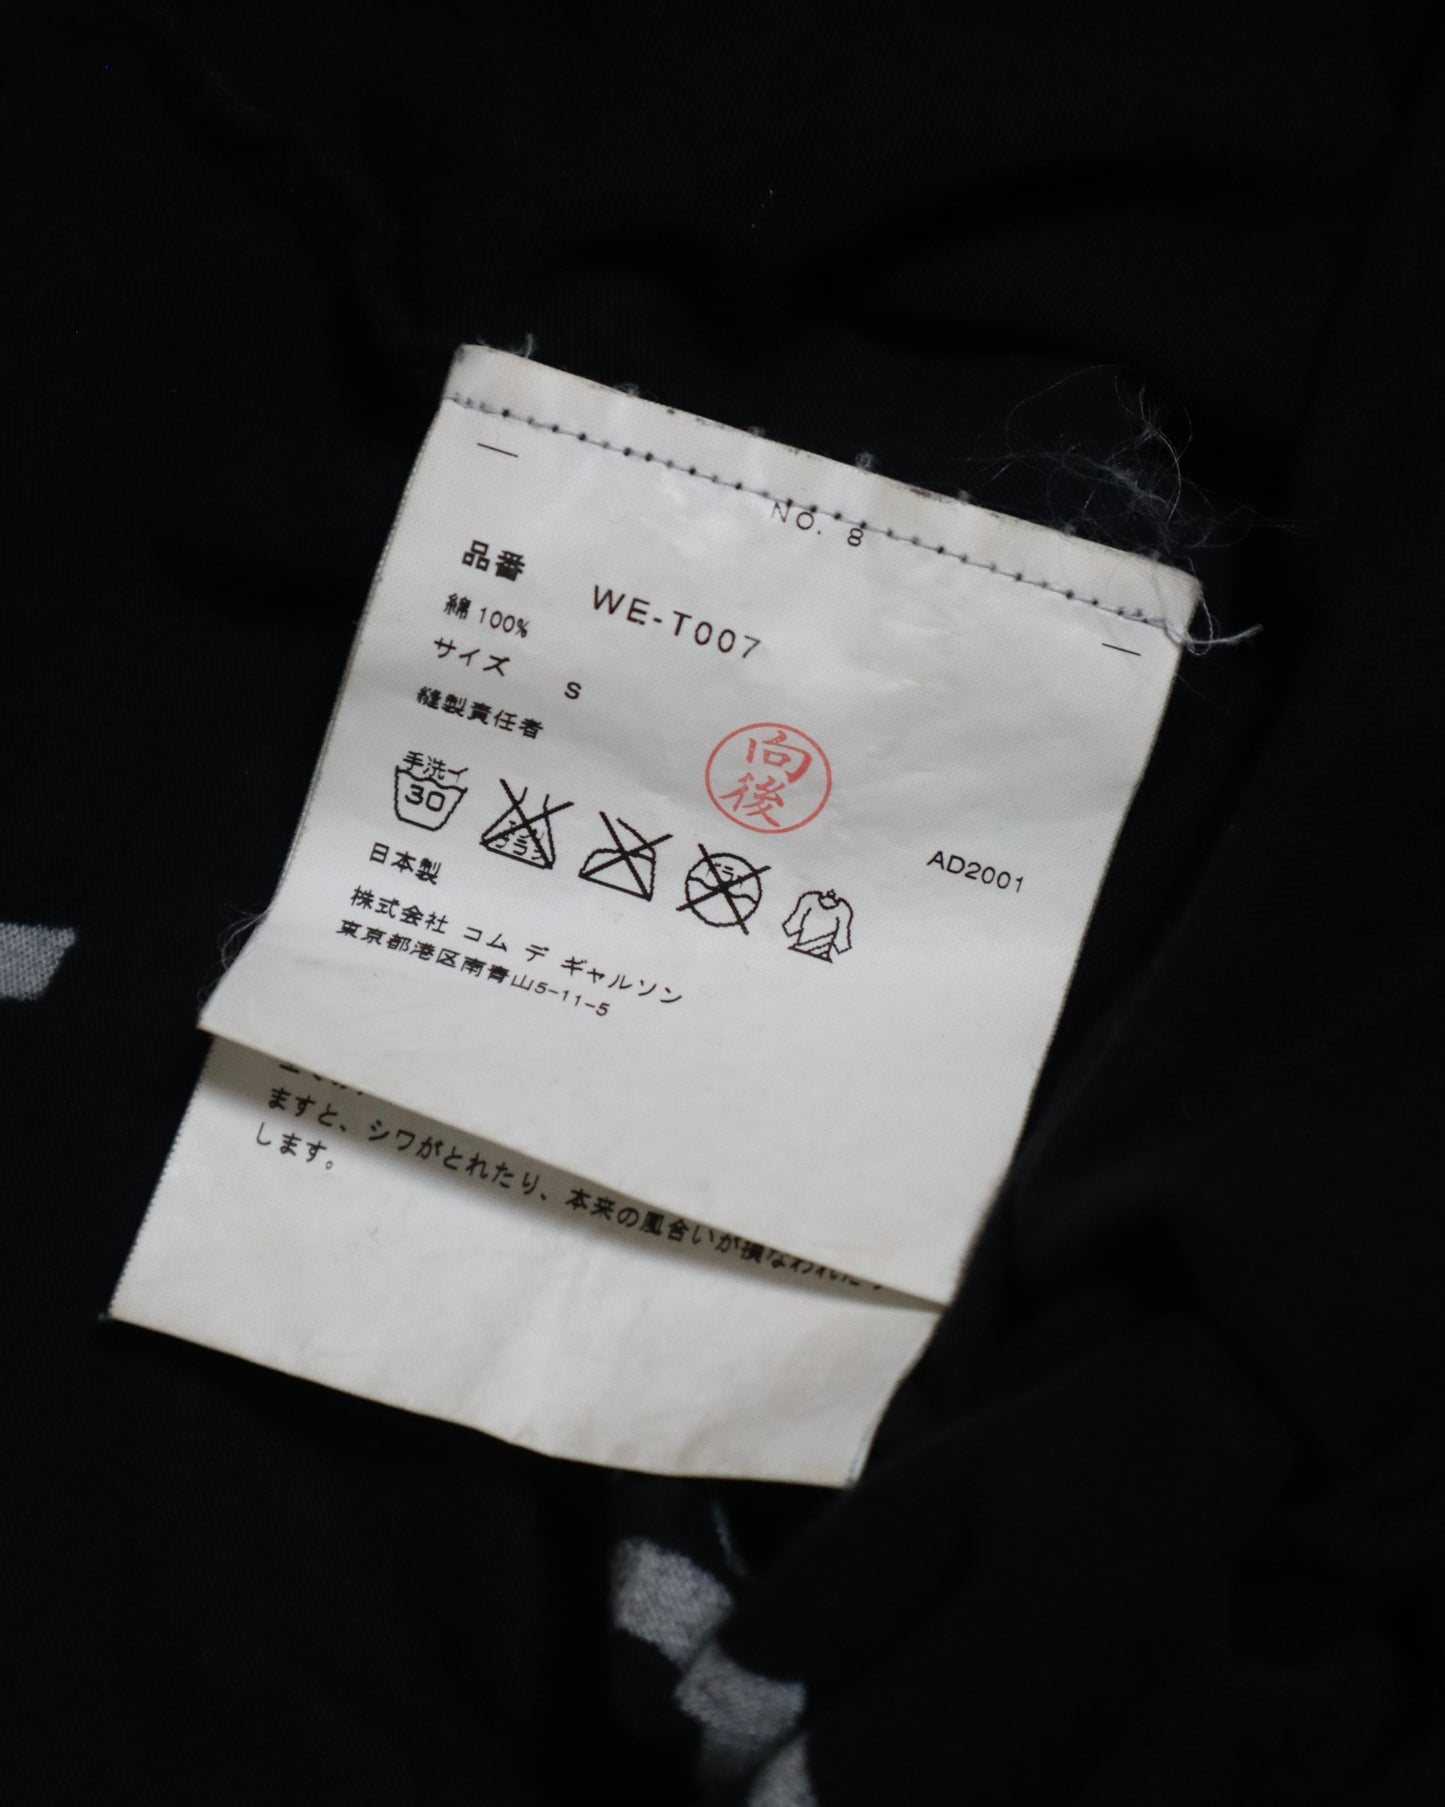 NO. 8
品番 WE-T007
綿 100%
サイズ S
縫製責任者
向後
手洗イ
30
AD2001
日本製
株式会社 コム デ ギャルソン
東京都港区南青山5-11-5
ますと、シワがとれたり、本来の風合いが損なわれたり
します。